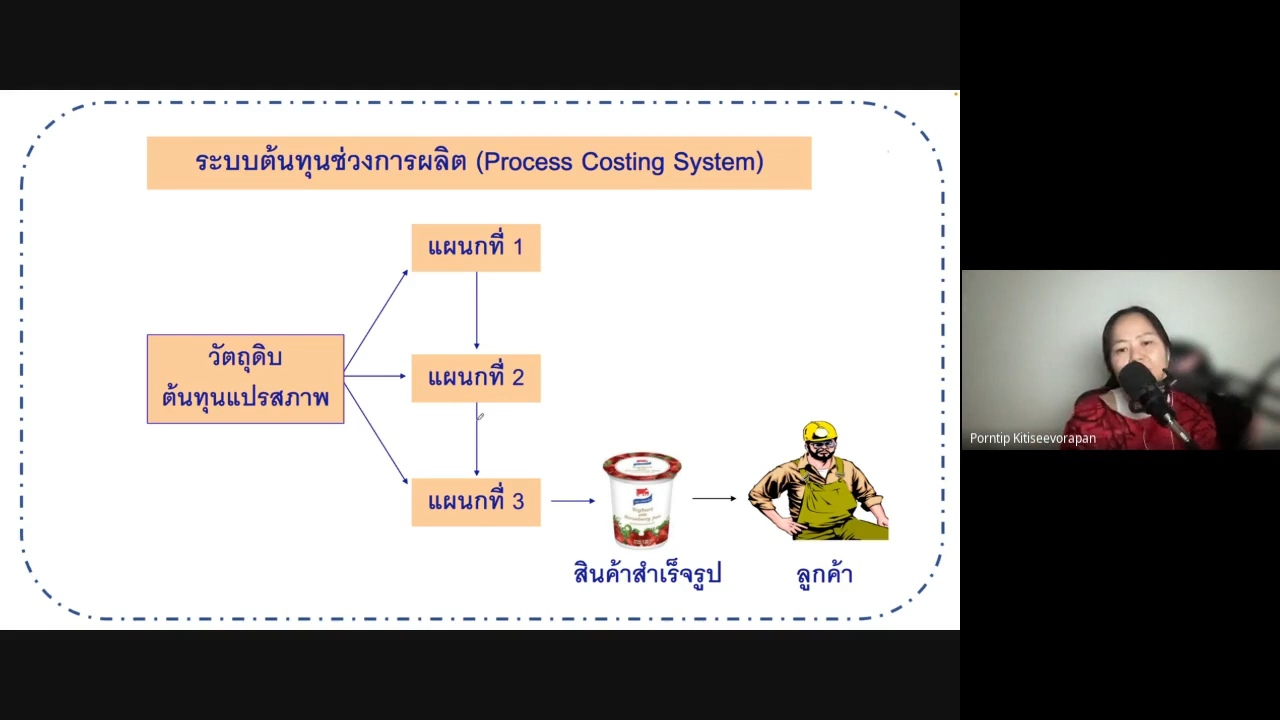 ระบบต้นทุนช่วงการผลิต (Process Costing System)
แผนกที่ 1
วัตถุดิบ
ต้นทุนแปรสภาพ
แผนกที่ 2
แผนกที่ 3
สินค้าสำเร็จรูป
ลูกค้า
Porntip Kitiseevorapan